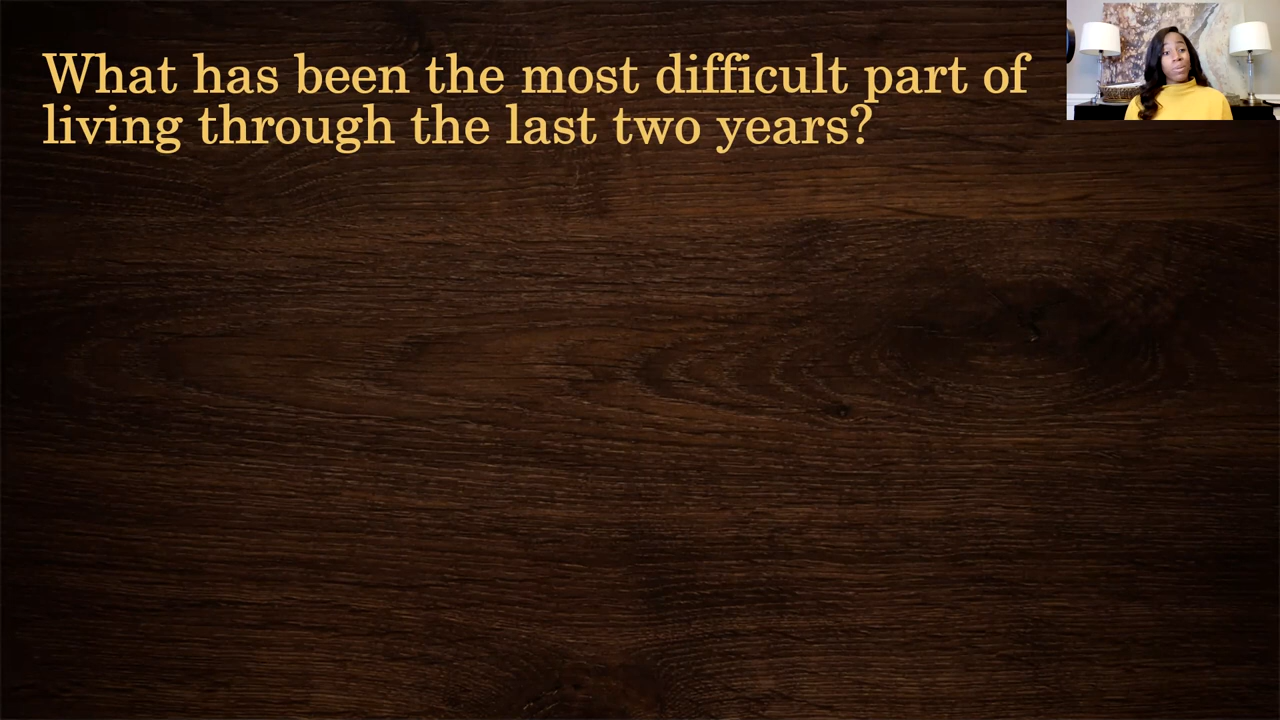 What has been the most difficult part of
living through the last two years?